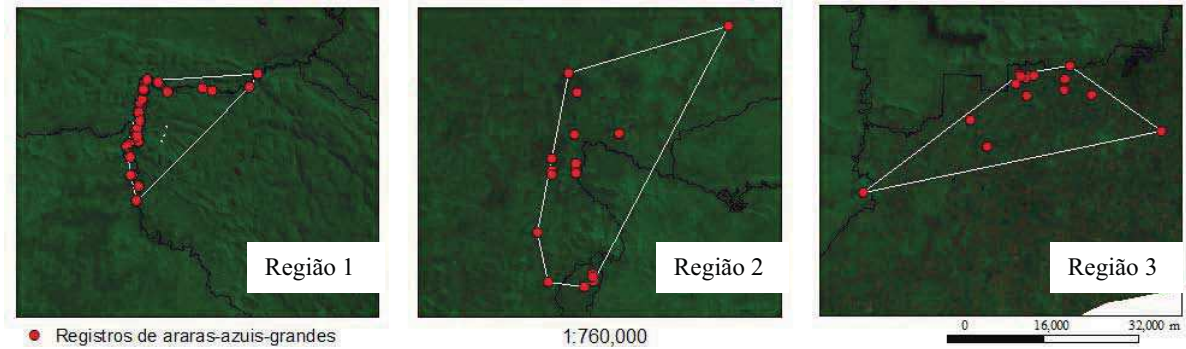 Região 1
Região 2
Região 3
Registros de araras-azuis-grandes
1:760,000
0 16,000 32,000 m